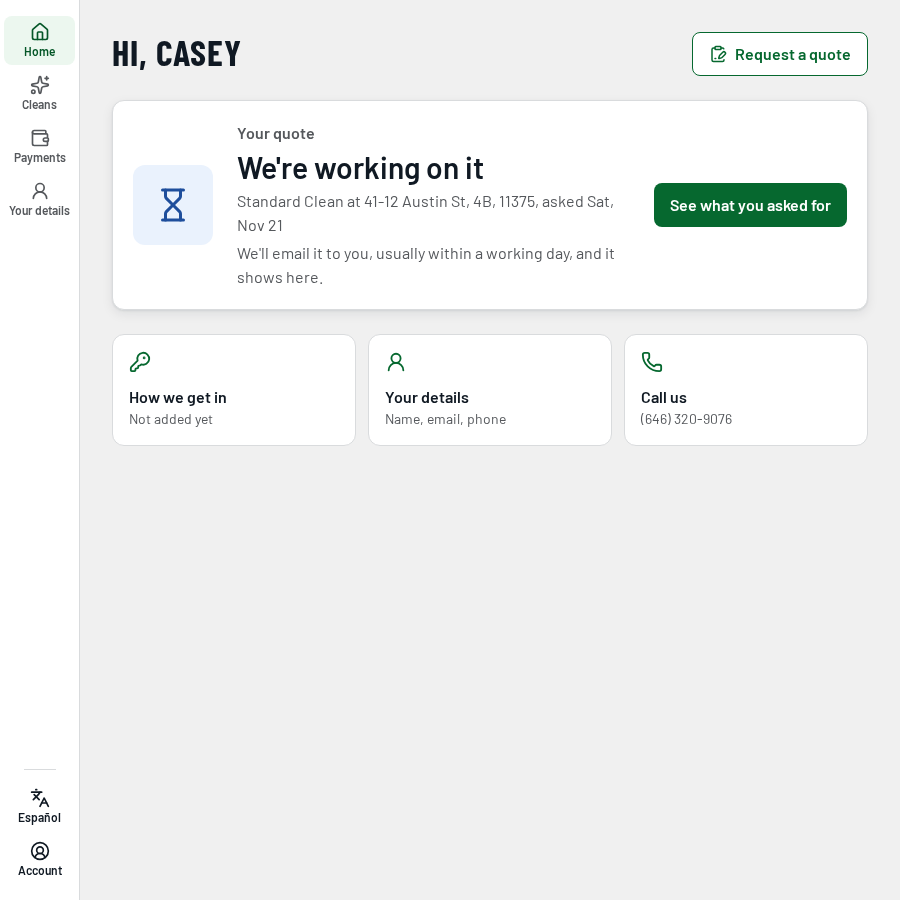 Home
Cleans
Payments
Your details
Español
Account
HI, CASEY
Request a quote
Your quote
We're working on it
Standard Clean at 41-12 Austin St, 4B, 11375, asked Sat,
Nov 21
We'll email it to you, usually within a working day, and it
shows here.
See what you asked for
How we get in
Not added yet
Your details
Name, email, phone
Call us
(646) 320-9076